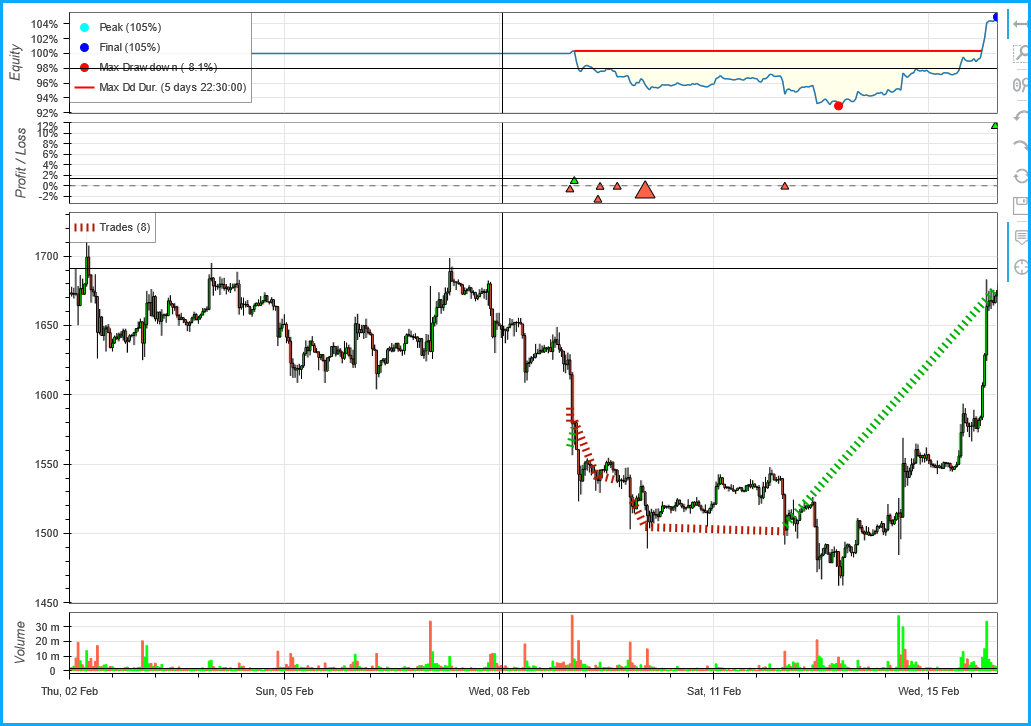 104%
102%
100%
98%
96%
94%
92%
Equity
Peak (105%)
Final (105%)
Max Drawdown (-8.1%)
Max Dd Dur. (5 days 22:30:00)
12%
10%
8%
6%
4%
2%
0%
-2%
Profit / Loss
Trades (8)
1700
1650
1600
1550
1500
1450
30 m
20 m
10 m
0
Volume
Thu, 02 Feb
Sun, 05 Feb
Wed, 08 Feb
Sat, 11 Feb
Wed, 15 Feb